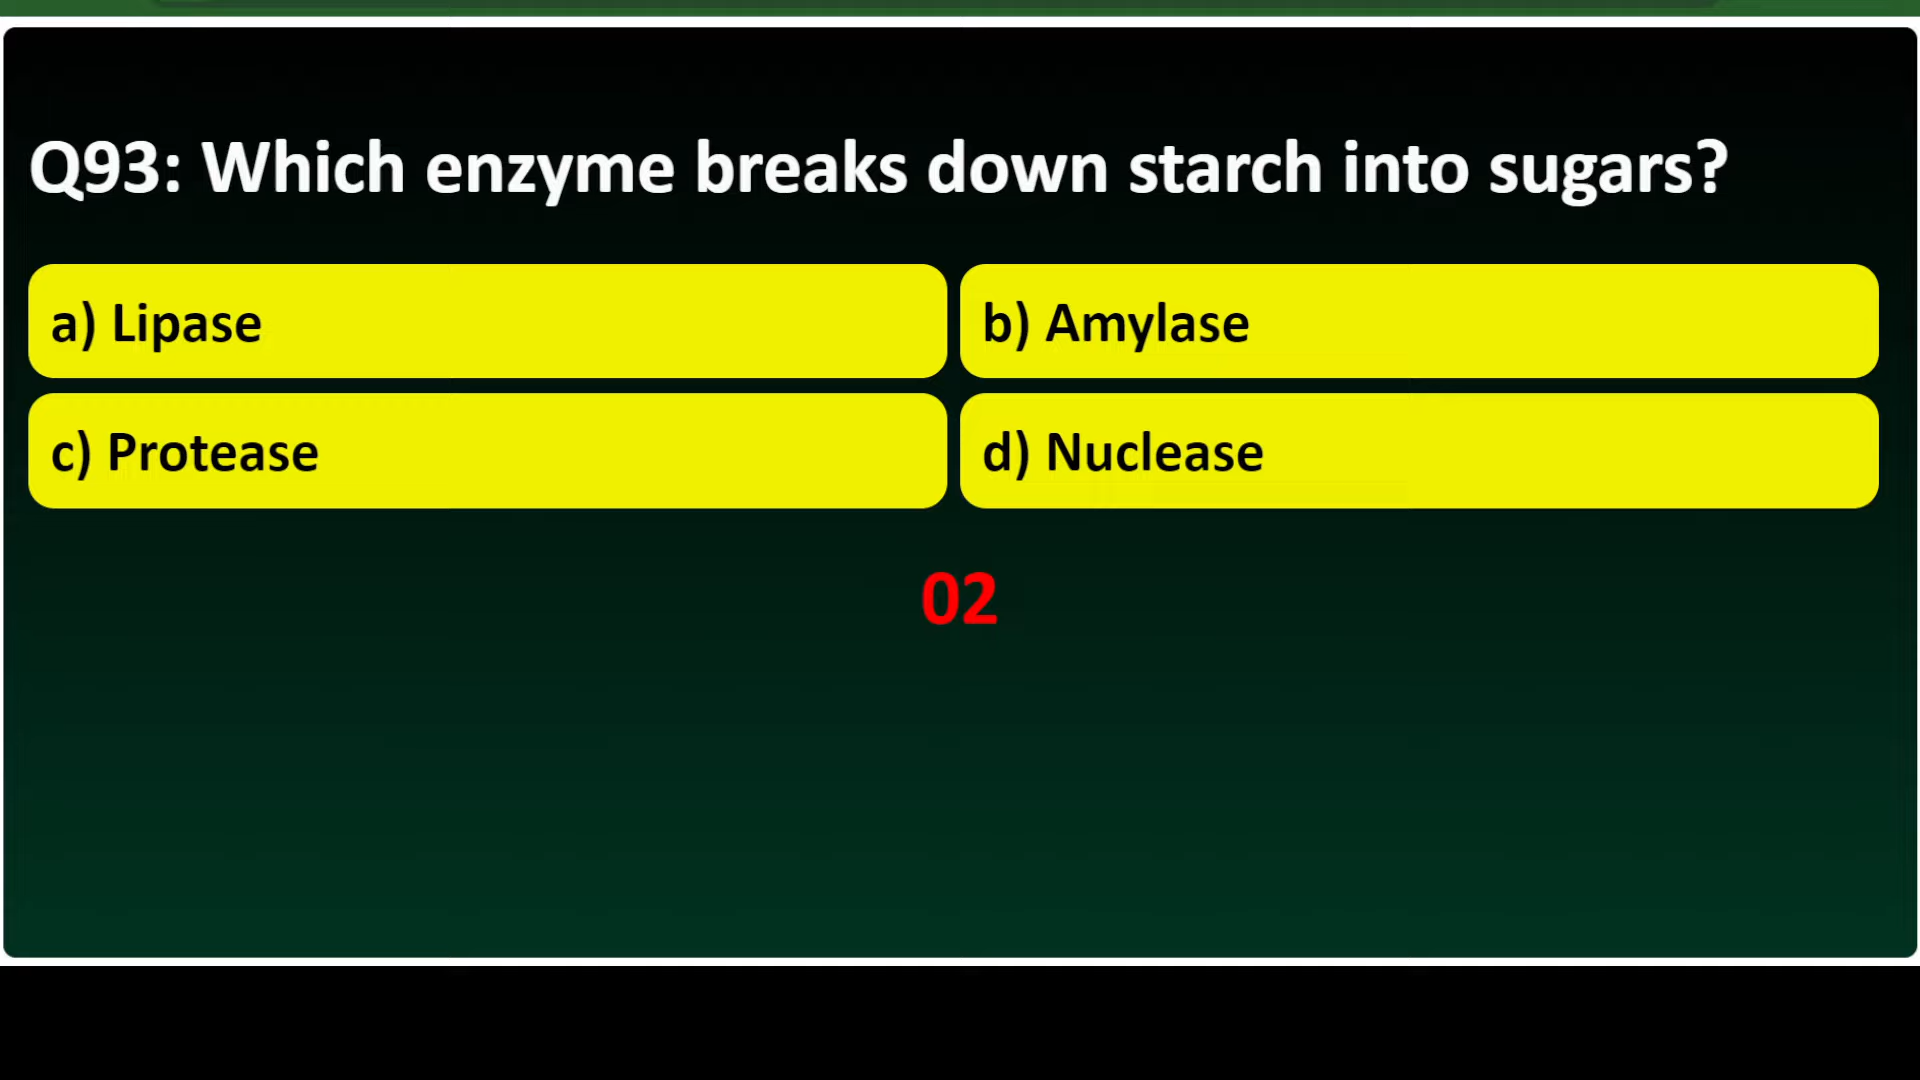 Q93: Which enzyme breaks down starch into sugars?
a) Lipase
b) Amylase
c) Protease
d) Nuclease
02